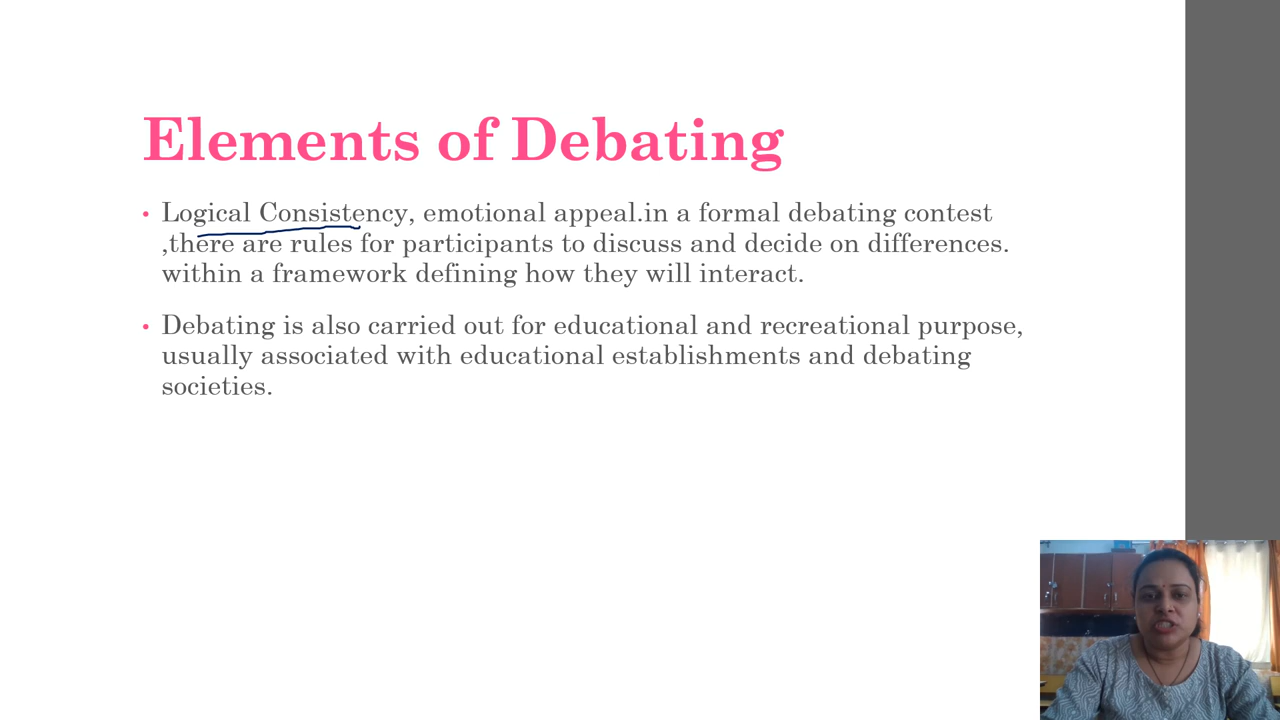 Elements of Debating
• Logical Consistency, emotional appeal.in a formal debating contest
,there are rules for participants to discuss and decide on differences.
within a framework defining how they will interact.
• Debating is also carried out for educational and recreational purpose,
usually associated with educational establishments and debating
societies.